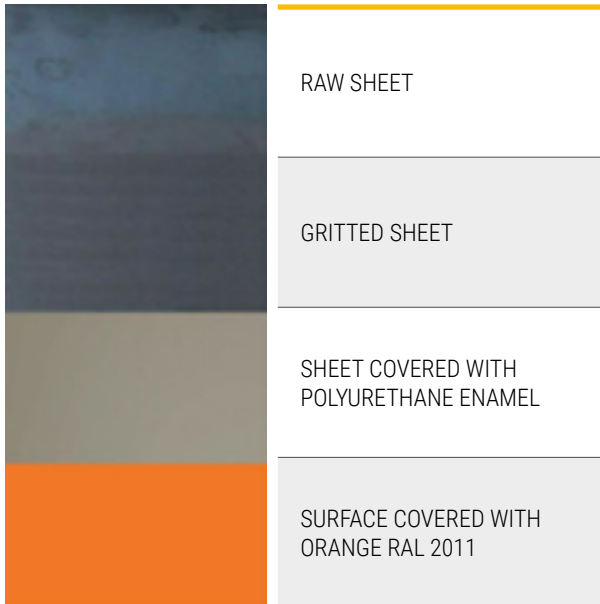 RAW SHEET
GRITTED SHEET
SHEET COVERED WITH
POLYURETHANE ENAMEL
SURFACE COVERED WITH
ORANGE RAL 2011